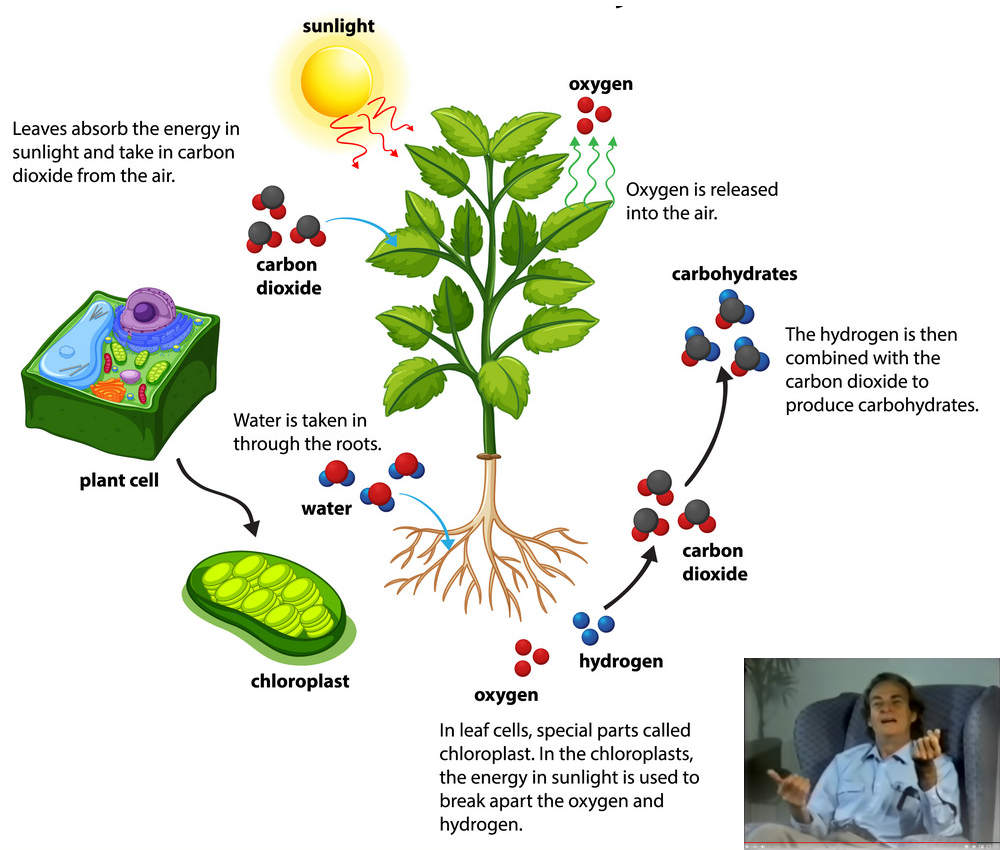 sunlight
oxygen
Leaves absorb the energy in
sunlight and take in carbon
dioxide from the air.
Oxygen is released
into the air.
carbon
dioxide
carbohydrates
The hydrogen is then
combined with the
carbon dioxide to
produce carbohydrates.
Water is taken in
through the roots.
plant cell
water
carbon
dioxide
chloroplast
hydrogen
oxygen
In leaf cells, special parts called
chloroplast. In the chloroplasts,
the energy in sunlight is used to
break apart the oxygen and
hydrogen.